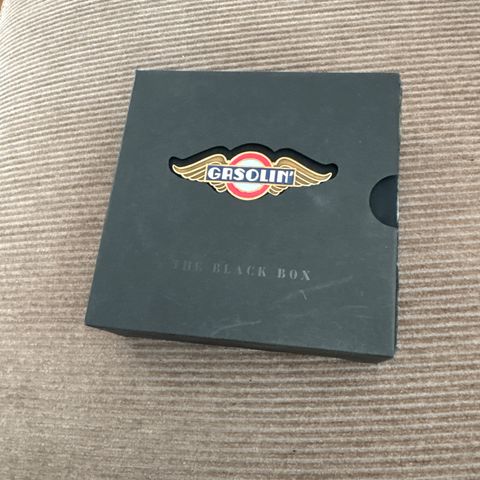 GASOLIN'
THE BLACK BOX